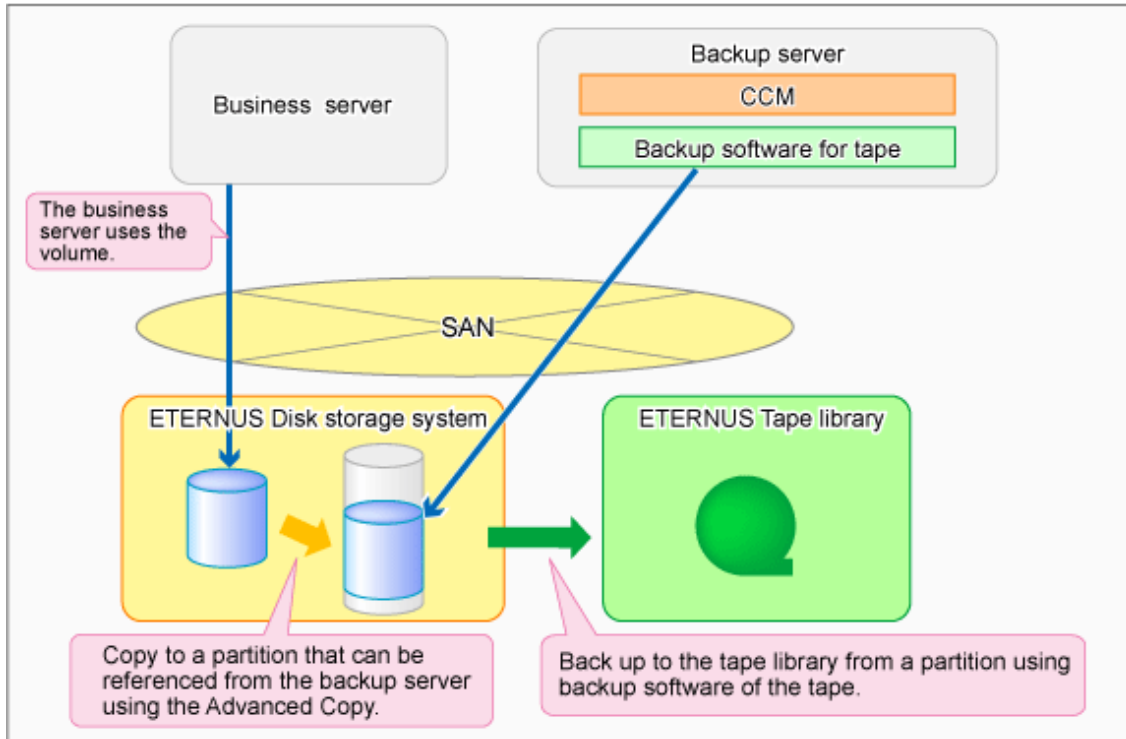 Business server
Backup server
CCM
Backup software for tape
The business
server uses the
volume.
SAN
ETERNUS Disk storage system
ETERNUS Tape library
Copy to a partition that can be
referenced from the backup server
using the Advanced Copy.
Back up to the tape library from a partition using
backup software of the tape.